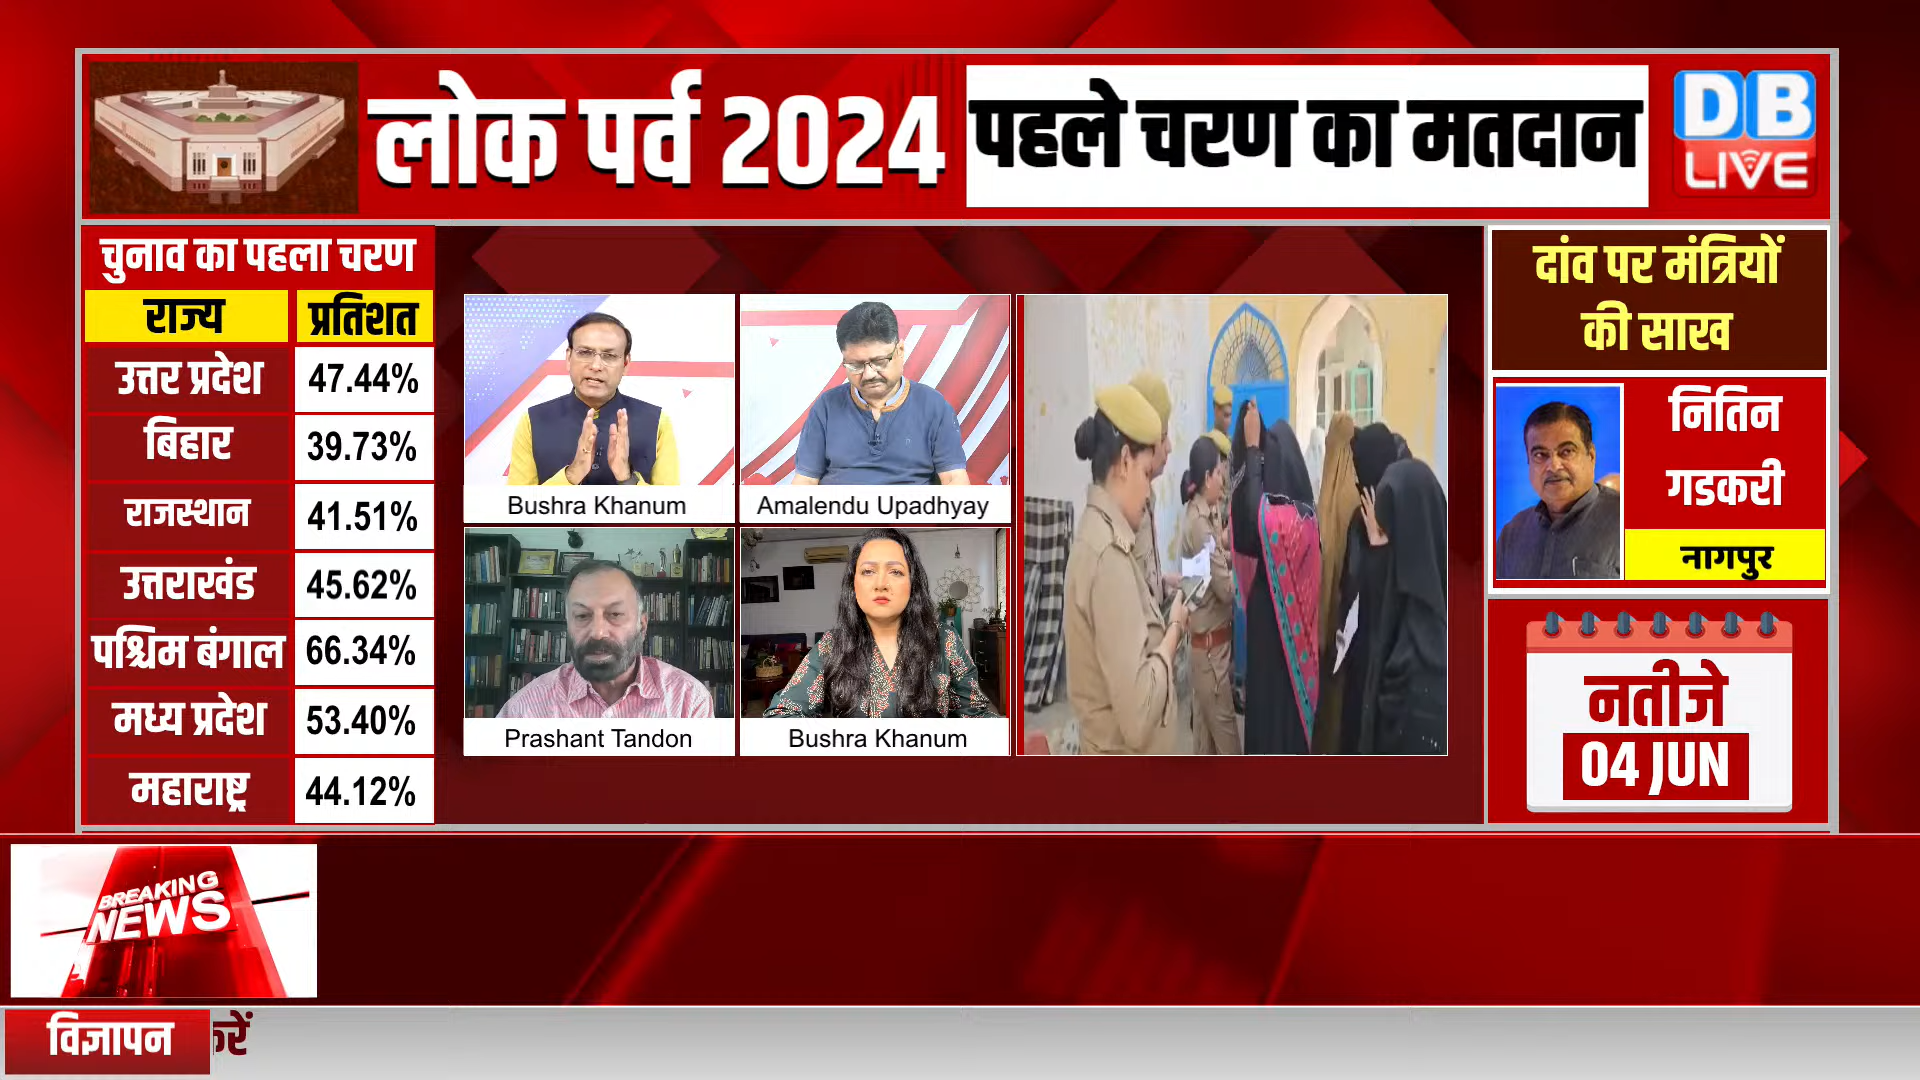 लोक पर्व 2024
पहले चरण का मतदान
DB
LIVE
चुनाव का पहला चरण
राज्य प्रतिशत
उत्तर प्रदेश 47.44%
बिहार 39.73%
राजस्थान 41.51%
उत्तराखंड 45.62%
पश्चिम बंगाल 66.34%
मध्य प्रदेश 53.40%
महाराष्ट्र 44.12%
Bushra Khanum
Amalendu Upadhyay
Prashant Tandon
Bushra Khanum
दांव पर मंत्रियों
की साख
नितिन
गडकरी
नागपुर
नतीजे
04 JUN
BREAKING
NEWS
विज्ञापन